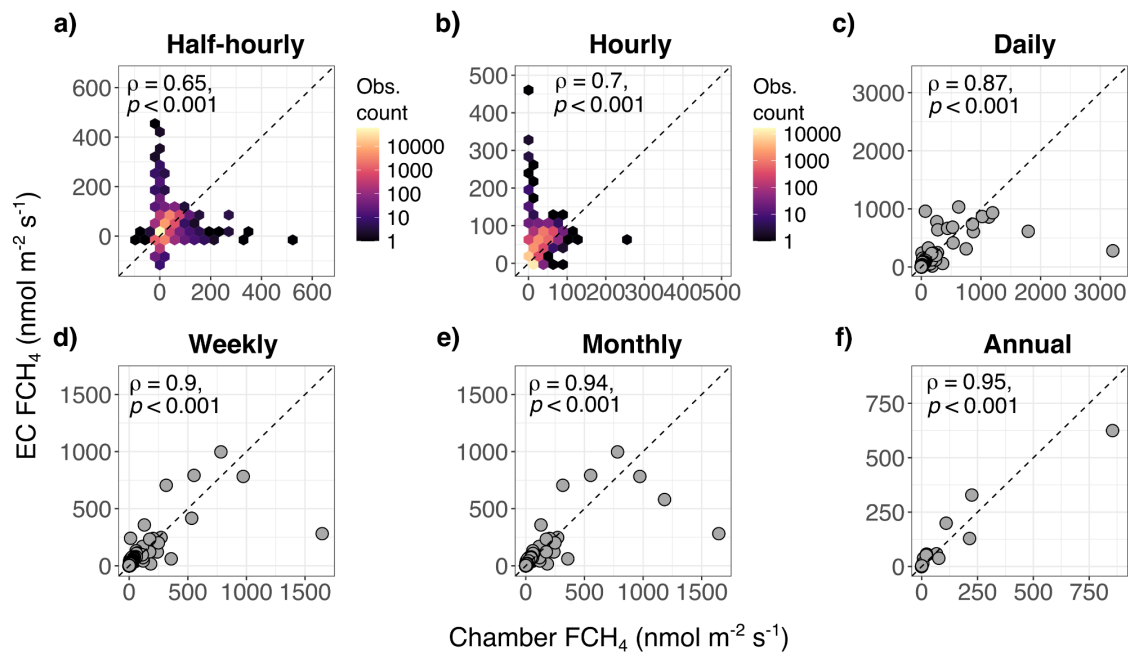 a)
Half-hourly
ρ = 0.65,
p < 0.001
600
400
200
0
0 200 400 600
Obs.
count
10000
1000
100
10
1
b)
Hourly
ρ = 0.7,
p < 0.001
500
400
300
200
100
0
0 100 200 300 400 500
Obs.
count
10000
1000
100
10
1
c)
Daily
ρ = 0.87,
p < 0.001
3000
2000
1000
0
0 1000 2000 3000
EC FCH₄ (nmol m⁻² s⁻¹)
d)
Weekly
ρ = 0.9,
p < 0.001
1500
1000
500
0
0 500 1000 1500
e)
Monthly
ρ = 0.94,
p < 0.001
1500
1000
500
0
0 500 1000 1500
f)
Annual
ρ = 0.95,
p < 0.001
750
500
250
0
0 250 500 750
Chamber FCH₄ (nmol m⁻² s⁻¹)